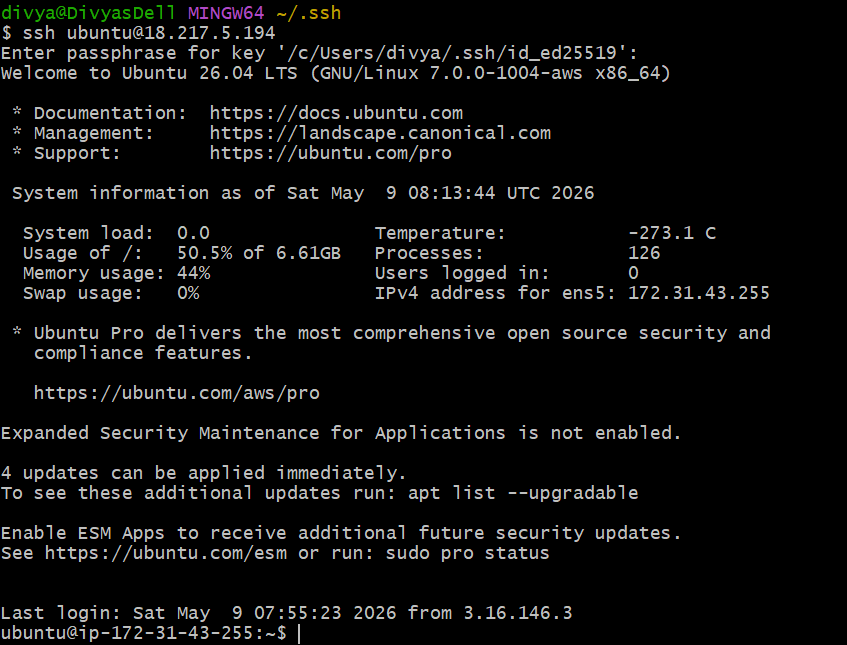 divya@DivyasDell MINGW64 ~/.ssh
$ ssh ubuntu@18.217.5.194
Enter passphrase for key '/c/Users/divya/.ssh/id_ed25519':
Welcome to Ubuntu 26.04 LTS (GNU/Linux 7.0.0-1004-aws x86_64)

 * Documentation:  https://docs.ubuntu.com
 * Management:     https://landscape.canonical.com
 * Support:        https://ubuntu.com/pro

 System information as of Sat May  9 08:13:44 UTC 2026

  System load:  0.0               Temperature:           -273.1 C
  Usage of /:   50.5% of 6.61GB   Processes:             126
  Memory usage: 44%               Users logged in:       0
  Swap usage:   0%                IPv4 address for ens5: 172.31.43.255

 * Ubuntu Pro delivers the most comprehensive open source security and
   compliance features.

   https://ubuntu.com/aws/pro

Expanded Security Maintenance for Applications is not enabled.

4 updates can be applied immediately.
To see these additional updates run: apt list --upgradable

Enable ESM Apps to receive additional future security updates.
See https://ubuntu.com/esm or run: sudo pro status


Last login: Sat May  9 07:55:23 2026 from 3.16.146.3
ubuntu@ip-172-31-43-255:~$